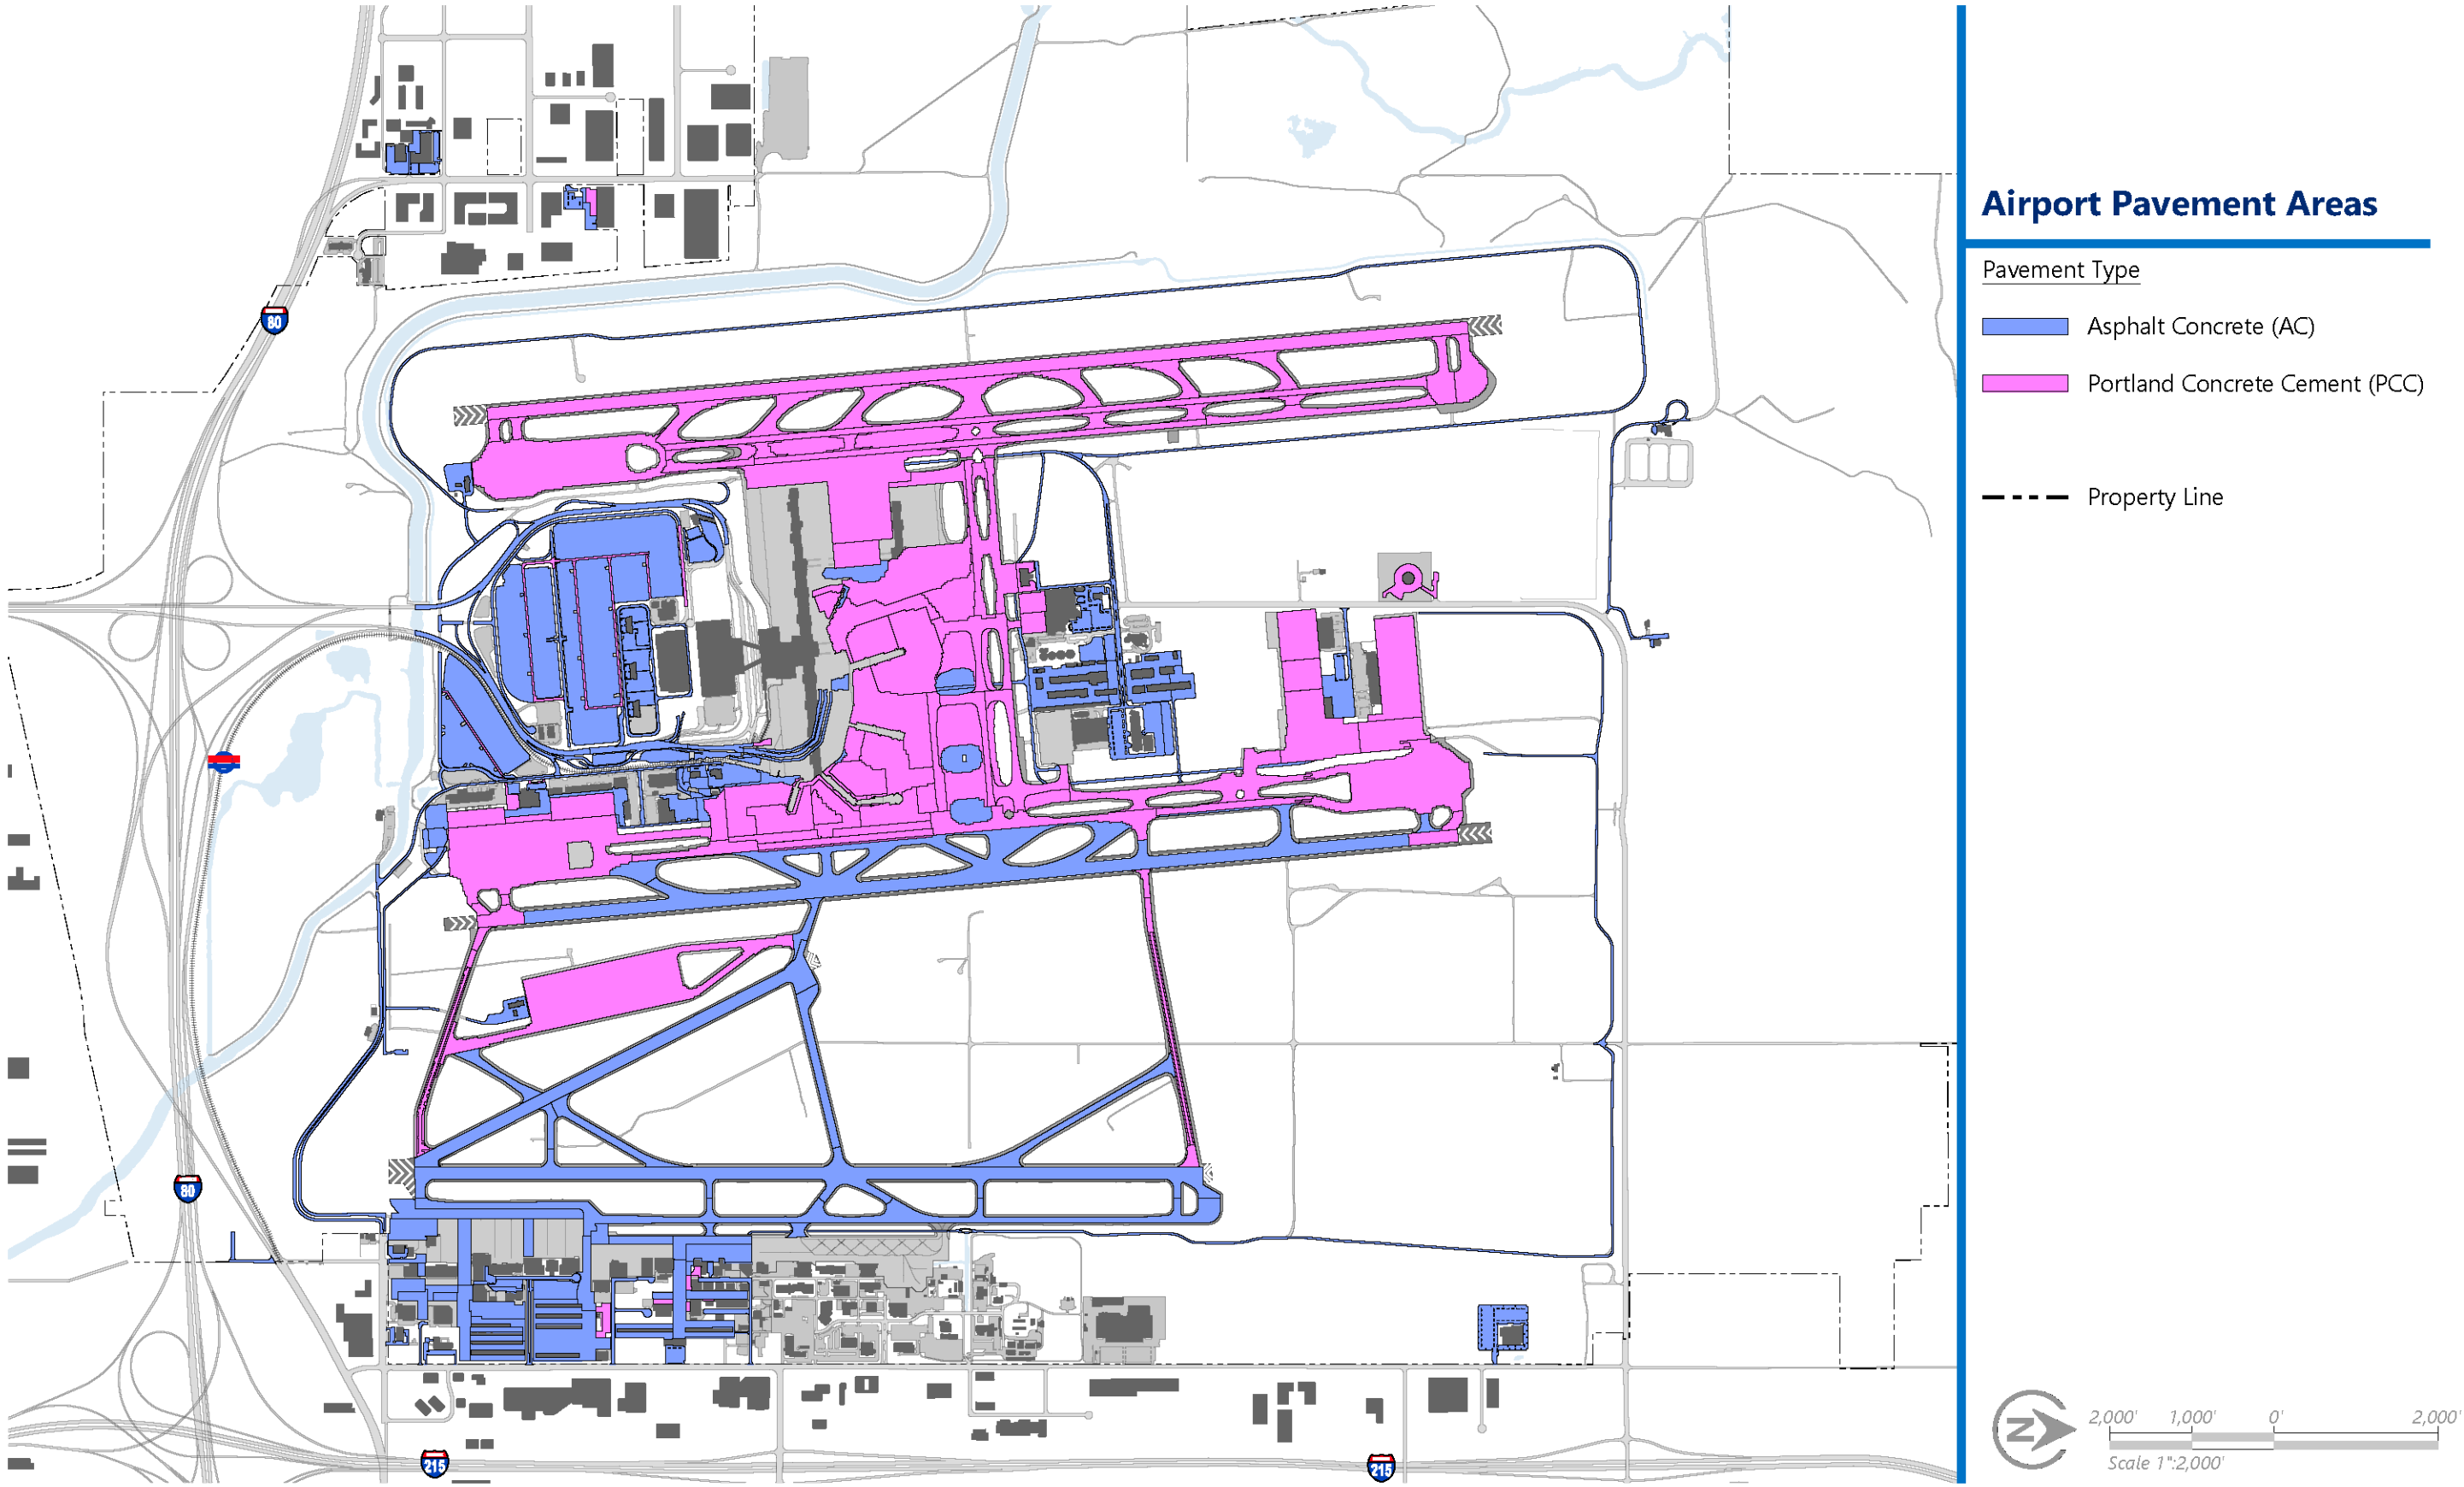 Airport Pavement Areas
Pavement Type
Asphalt Concrete (AC)
Portland Concrete Cement (PCC)
Property Line
80
80
215
215
N
2,000' 1,000' 0' 2,000'
Scale 1":2,000'